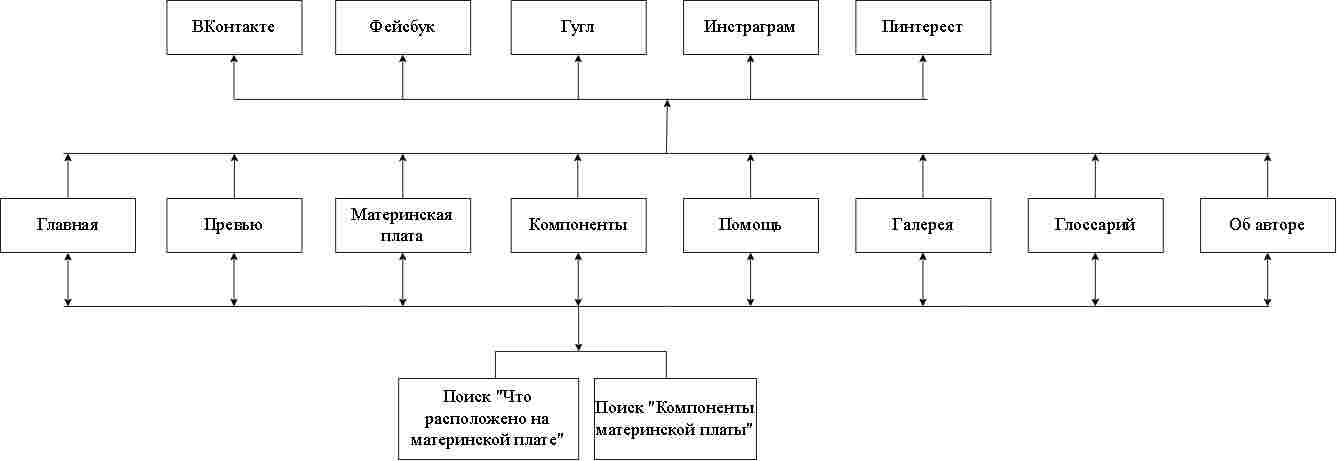 ВКонтакте
Фейсбук
Гугл
Инстраграм
Пинтерест
Главная
Превью
Материнская
плата
Компоненты
Помощь
Галерея
Глоссарий
Об авторе
Поиск "Что
расположено на
материнской плате"
Поиск "Компоненты
материнской платы"